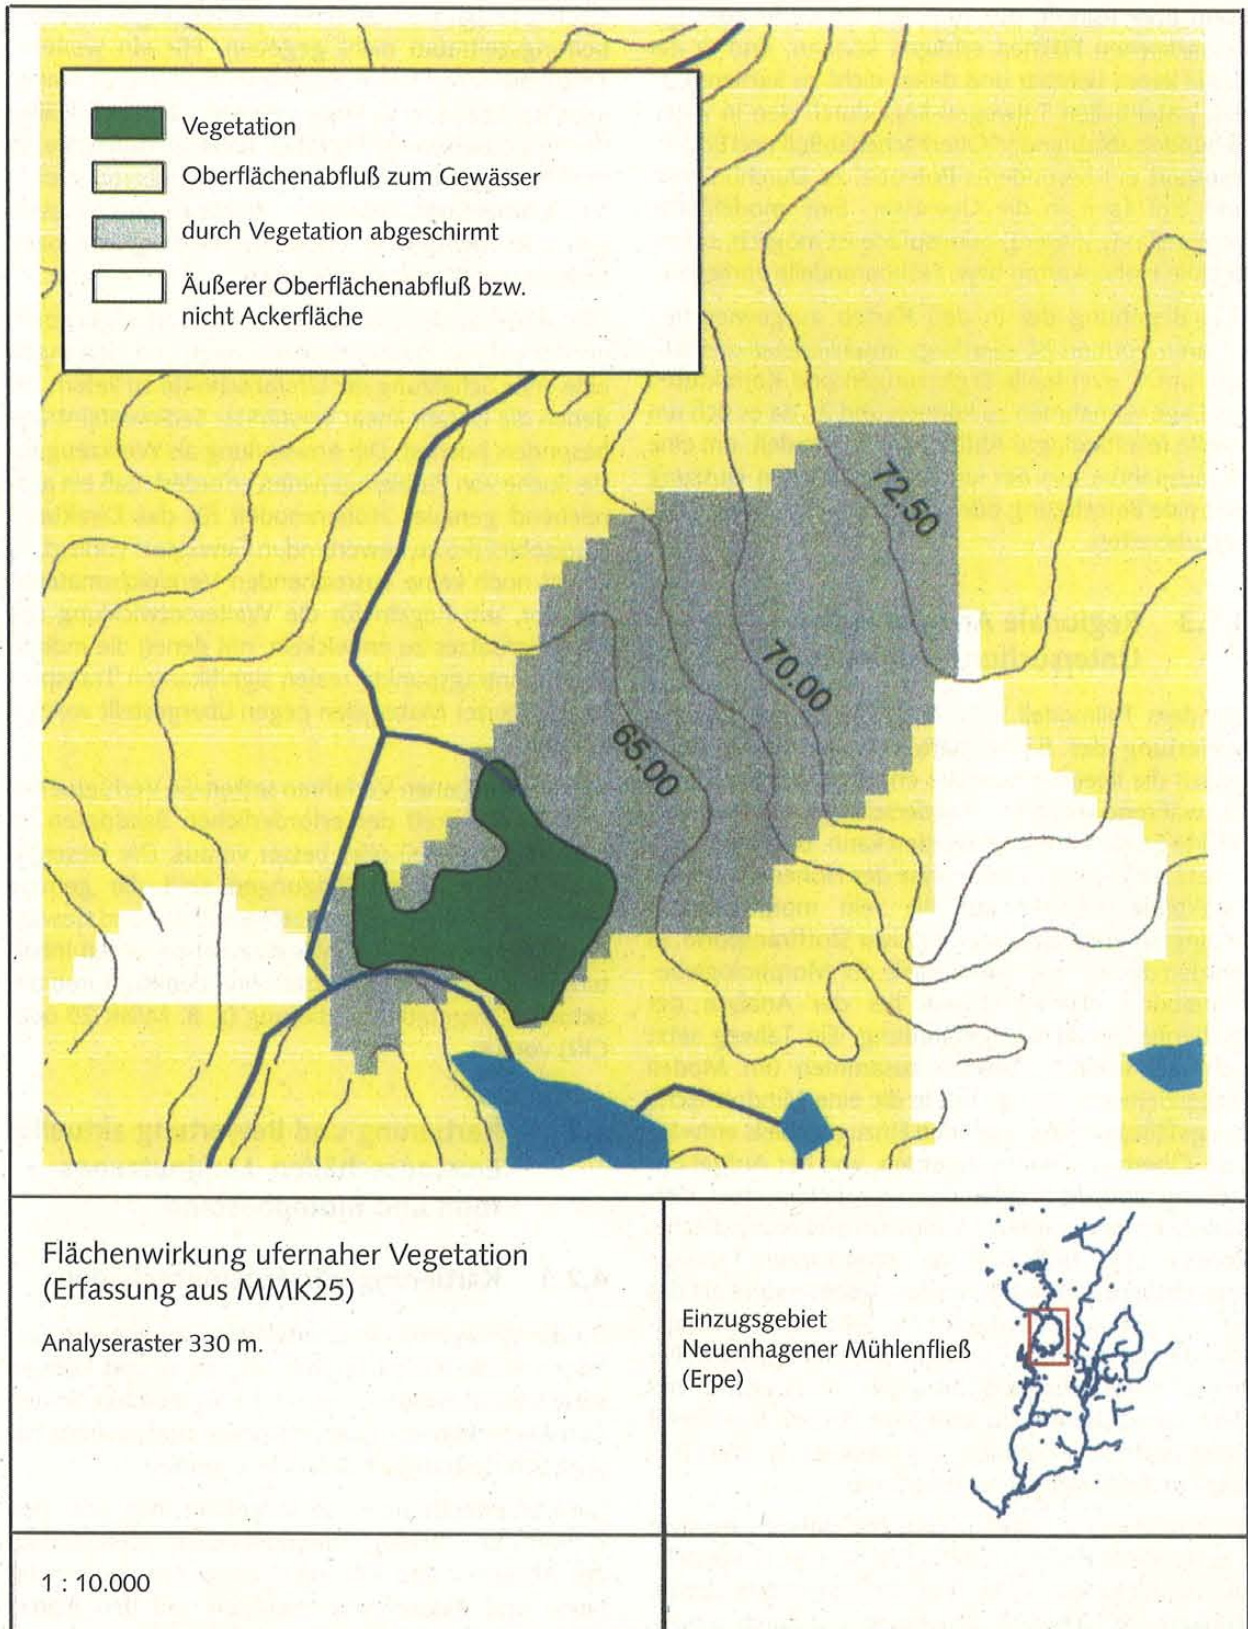 Vegetation
Oberflächenabfluß zum Gewässer
durch Vegetation abgeschirmt
Äußerer Oberflächenabfluß bzw.
nicht Ackerfläche
72.50
70.00
65.00
Flächenwirkung ufernaher Vegetation
(Erfassung aus MMK25)
Analyseraster 330 m.
Einzugsgebiet
Neuenhagener Mühlenfließ
(Erpe)
1 : 10.000